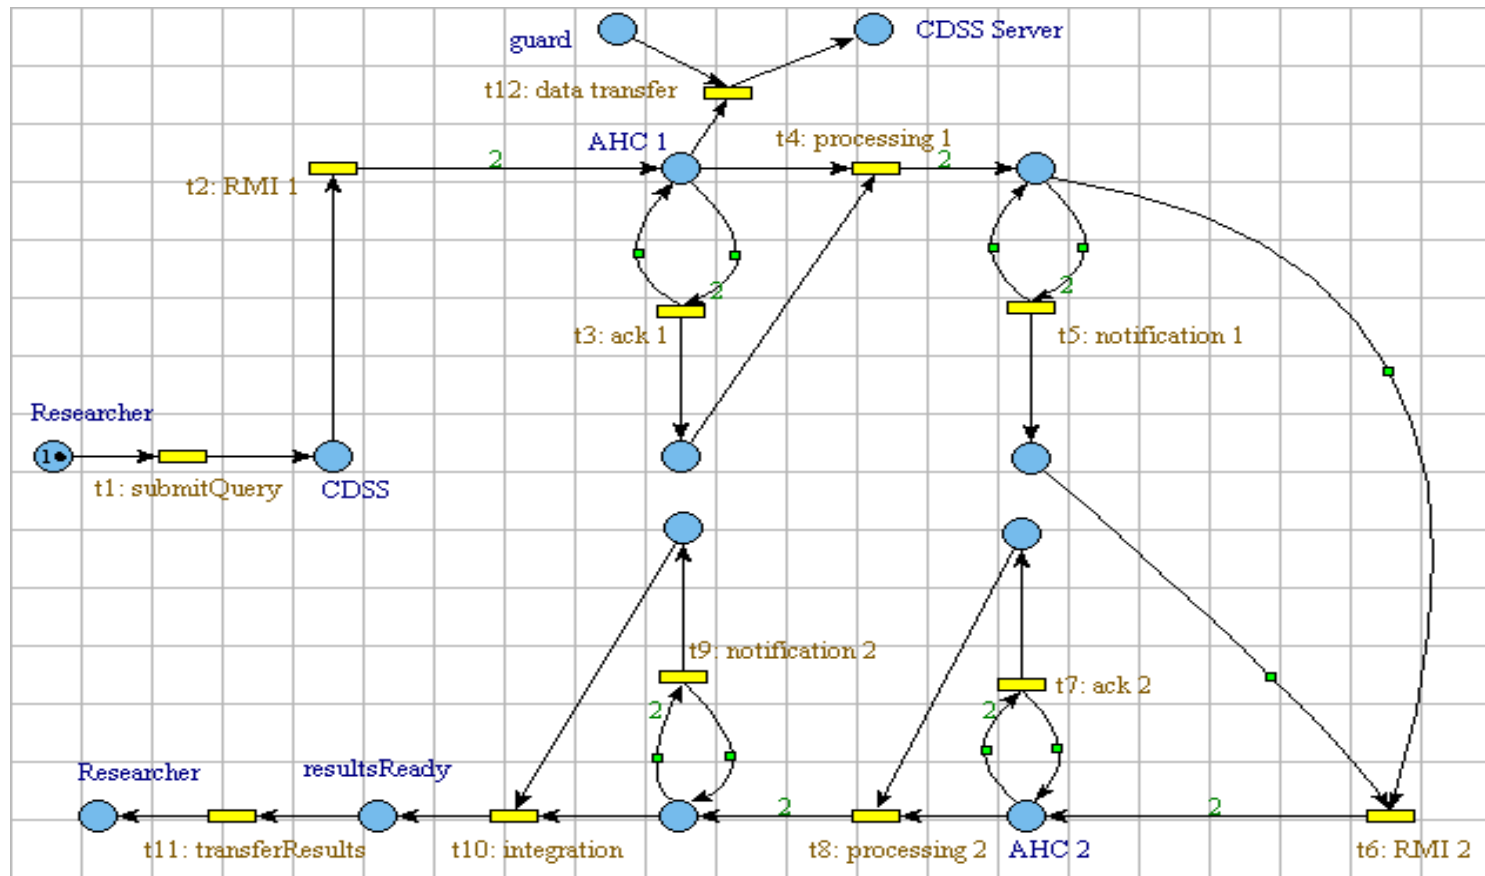 guard
CDSS Server
t12: data transfer
AHC 1
t4: processing 1
2
2
t2: RMI 1
2
2
t3: ack 1
t5: notification 1
Researcher
1
t1: submitQuery
CDSS
t9: notification 2
t7: ack 2
2
2
Researcher
resultsReady
2
2
t11: transferResults
t10: integration
t8: processing 2
AHC 2
t6: RMI 2